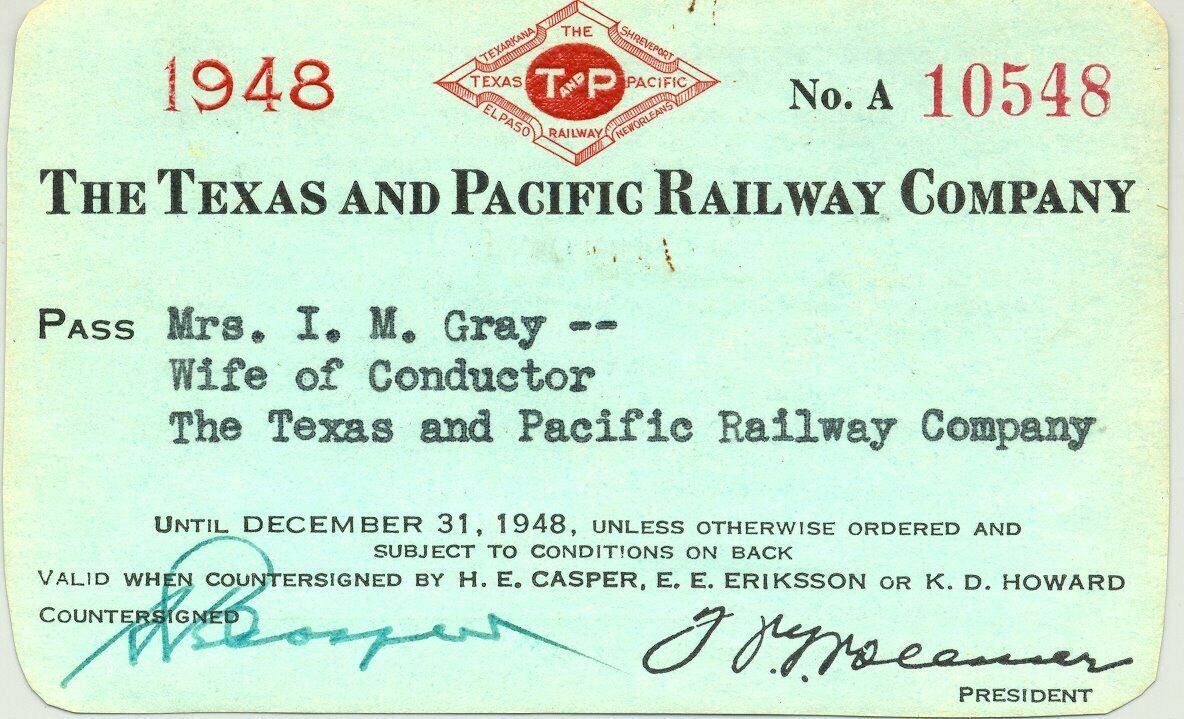 1948
TEXARKANA THE SHREVEPORT
TEXAS T AND P PACIFIC
EL PASO RAILWAY NEW ORLEANS
No. A 10548
THE TEXAS AND PACIFIC RAILWAY COMPANY
PASS Mrs. I. M. Gray --
Wife of Conductor
The Texas and Pacific Railway Company
UNTIL DECEMBER 31, 1948, UNLESS OTHERWISE ORDERED AND
SUBJECT TO CONDITIONS ON BACK
VALID WHEN COUNTERSIGNED BY H. E. CASPER, E. E. ERIKSSON OR K. D. HOWARD
COUNTERSIGNED
PRESIDENT